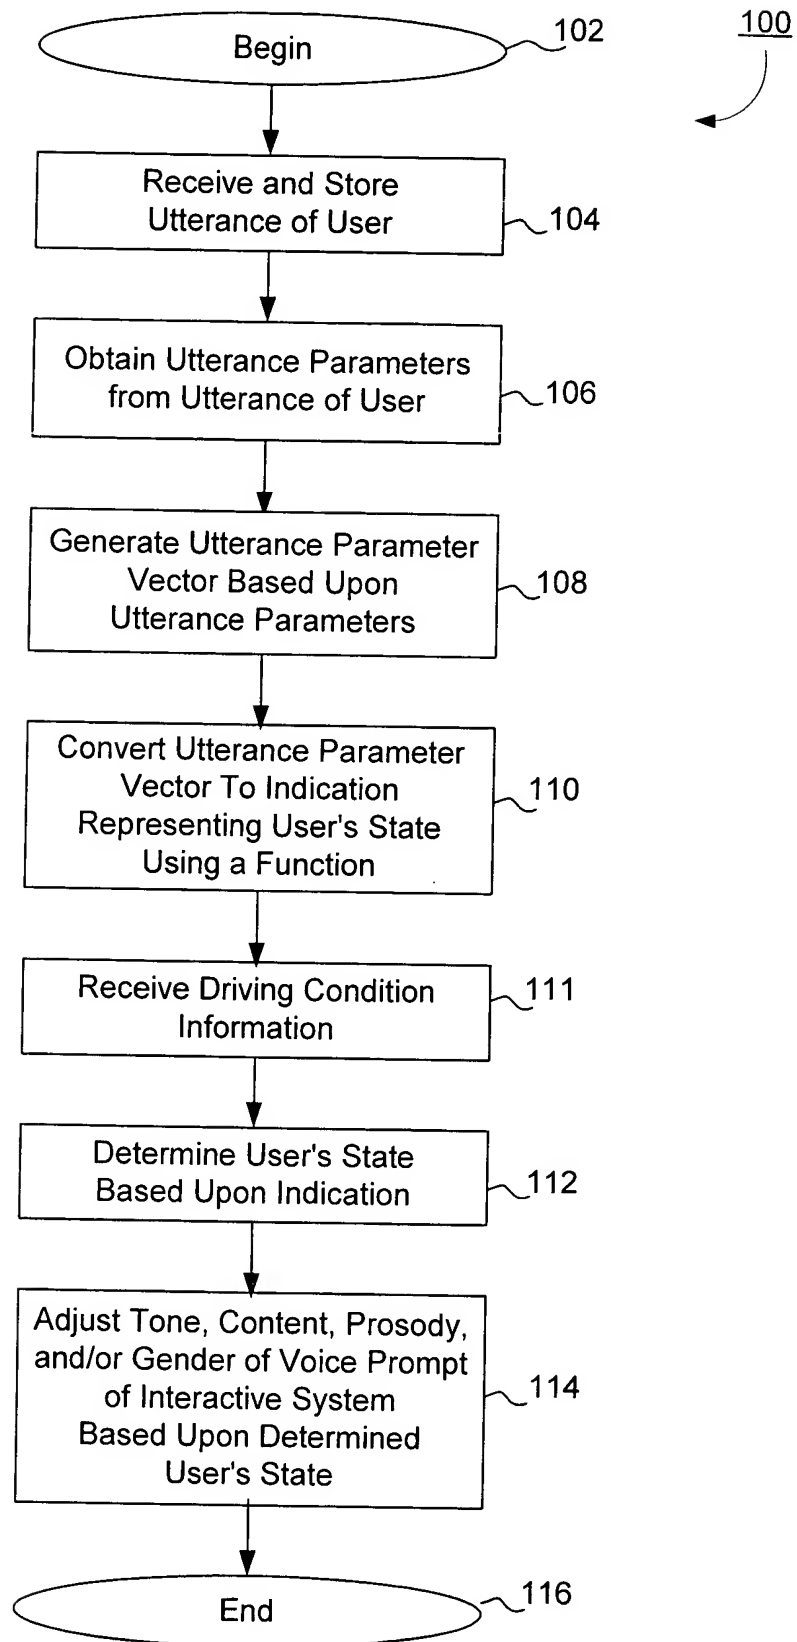 100
Begin
102
Receive and Store
Utterance of User
104
Obtain Utterance Parameters
from Utterance of User
106
Generate Utterance Parameter
Vector Based Upon
Utterance Parameters
108
Convert Utterance Parameter
Vector To Indication
Representing User's State
Using a Function
110
Receive Driving Condition
Information
111
Determine User's State
Based Upon Indication
112
Adjust Tone, Content, Prosody,
and/or Gender of Voice Prompt
of Interactive System
Based Upon Determined
User's State
114
End
116